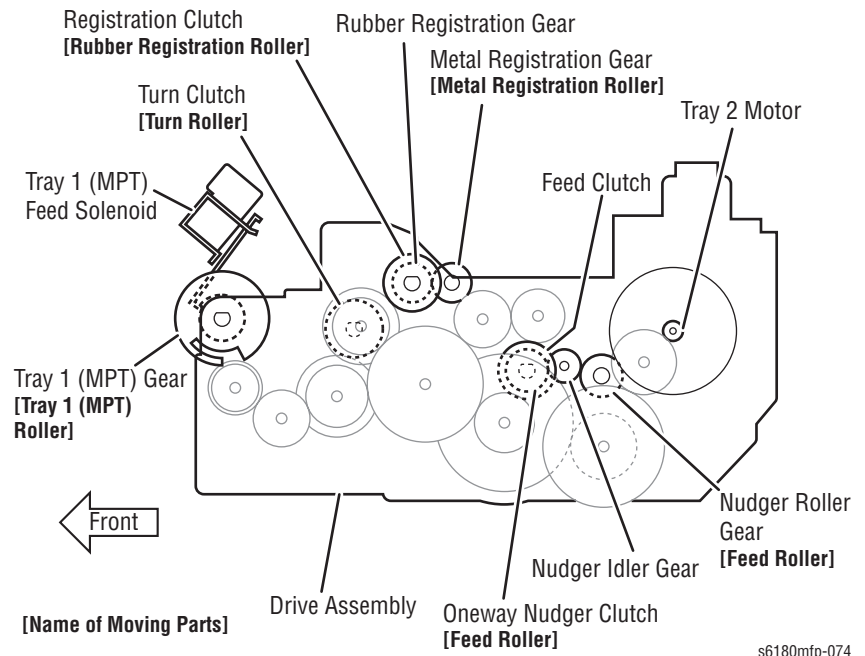 Registration Clutch
[Rubber Registration Roller]
Rubber Registration Gear
Metal Registration Gear
[Metal Registration Roller]
Turn Clutch
[Turn Roller]
Tray 2 Motor
Tray 1 (MPT)
Feed Solenoid
Feed Clutch
Tray 1 (MPT) Gear
[Tray 1 (MPT)
Roller]
Front
Nudger Roller
Gear
[Feed Roller]
Nudger Idler Gear
Drive Assembly
Oneway Nudger Clutch
[Feed Roller]
[Name of Moving Parts]
s6180mfp-074